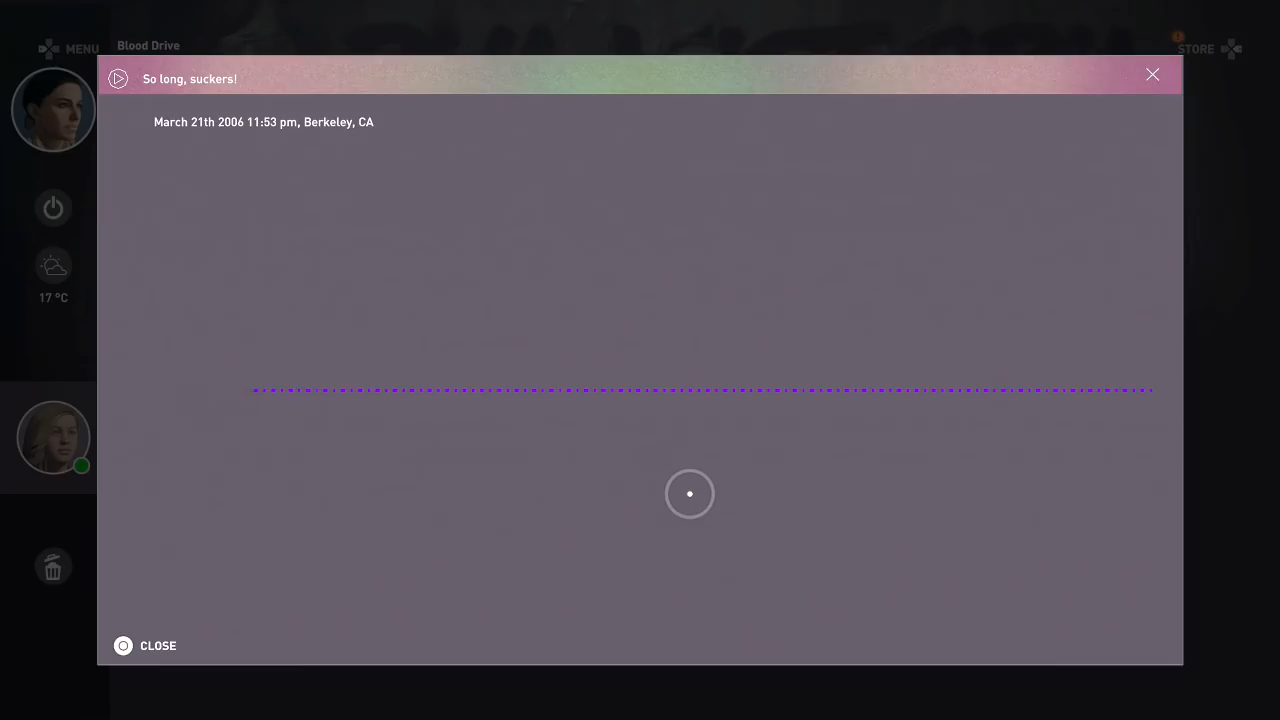 MENU
Blood Drive
STORE
So long, suckers!
March 21th 2006 11:53 pm, Berkeley, CA
17 °C
CLOSE